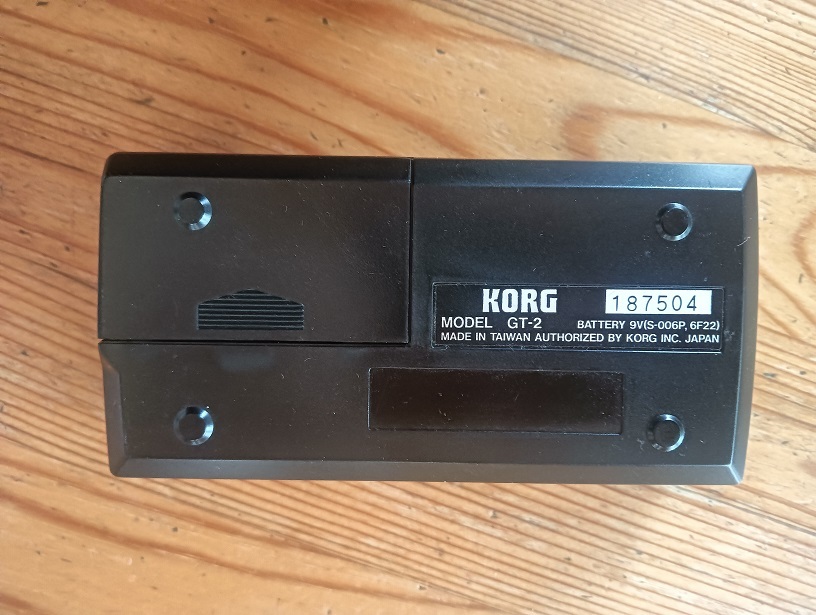 KORG 187504
MODEL GT-2 BATTERY 9V(S-006P, 6F22)
MADE IN TAIWAN AUTHORIZED BY KORG INC. JAPAN